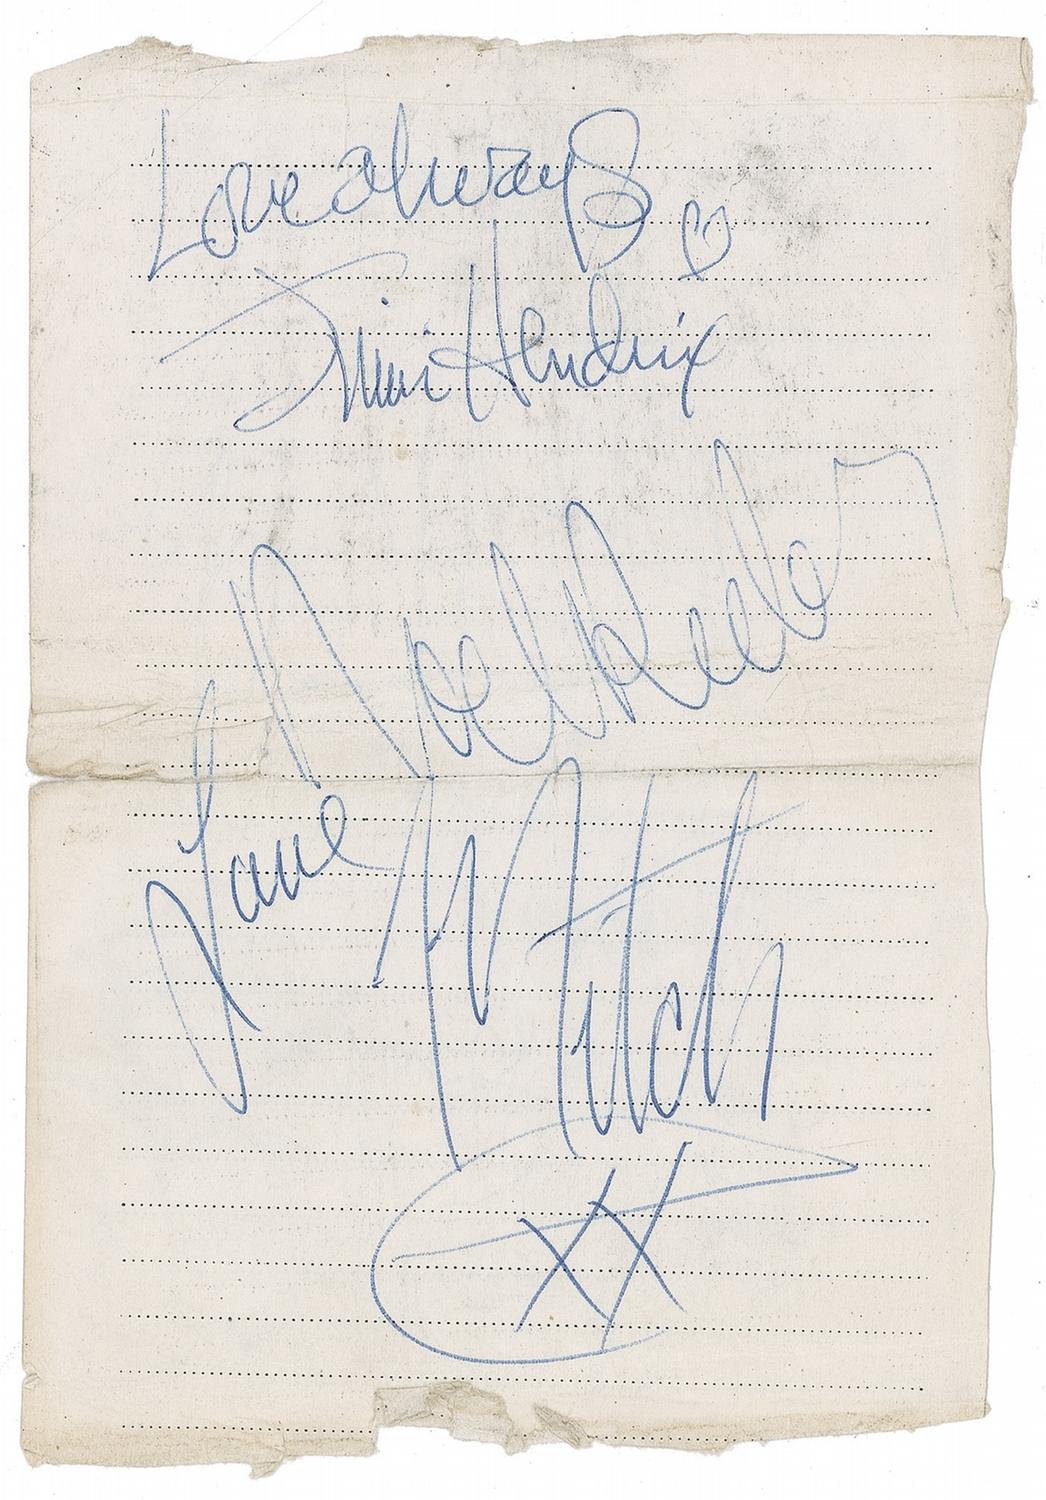 Love always
Jimi Hendrix
Noel Redding
Love Mitch
XX